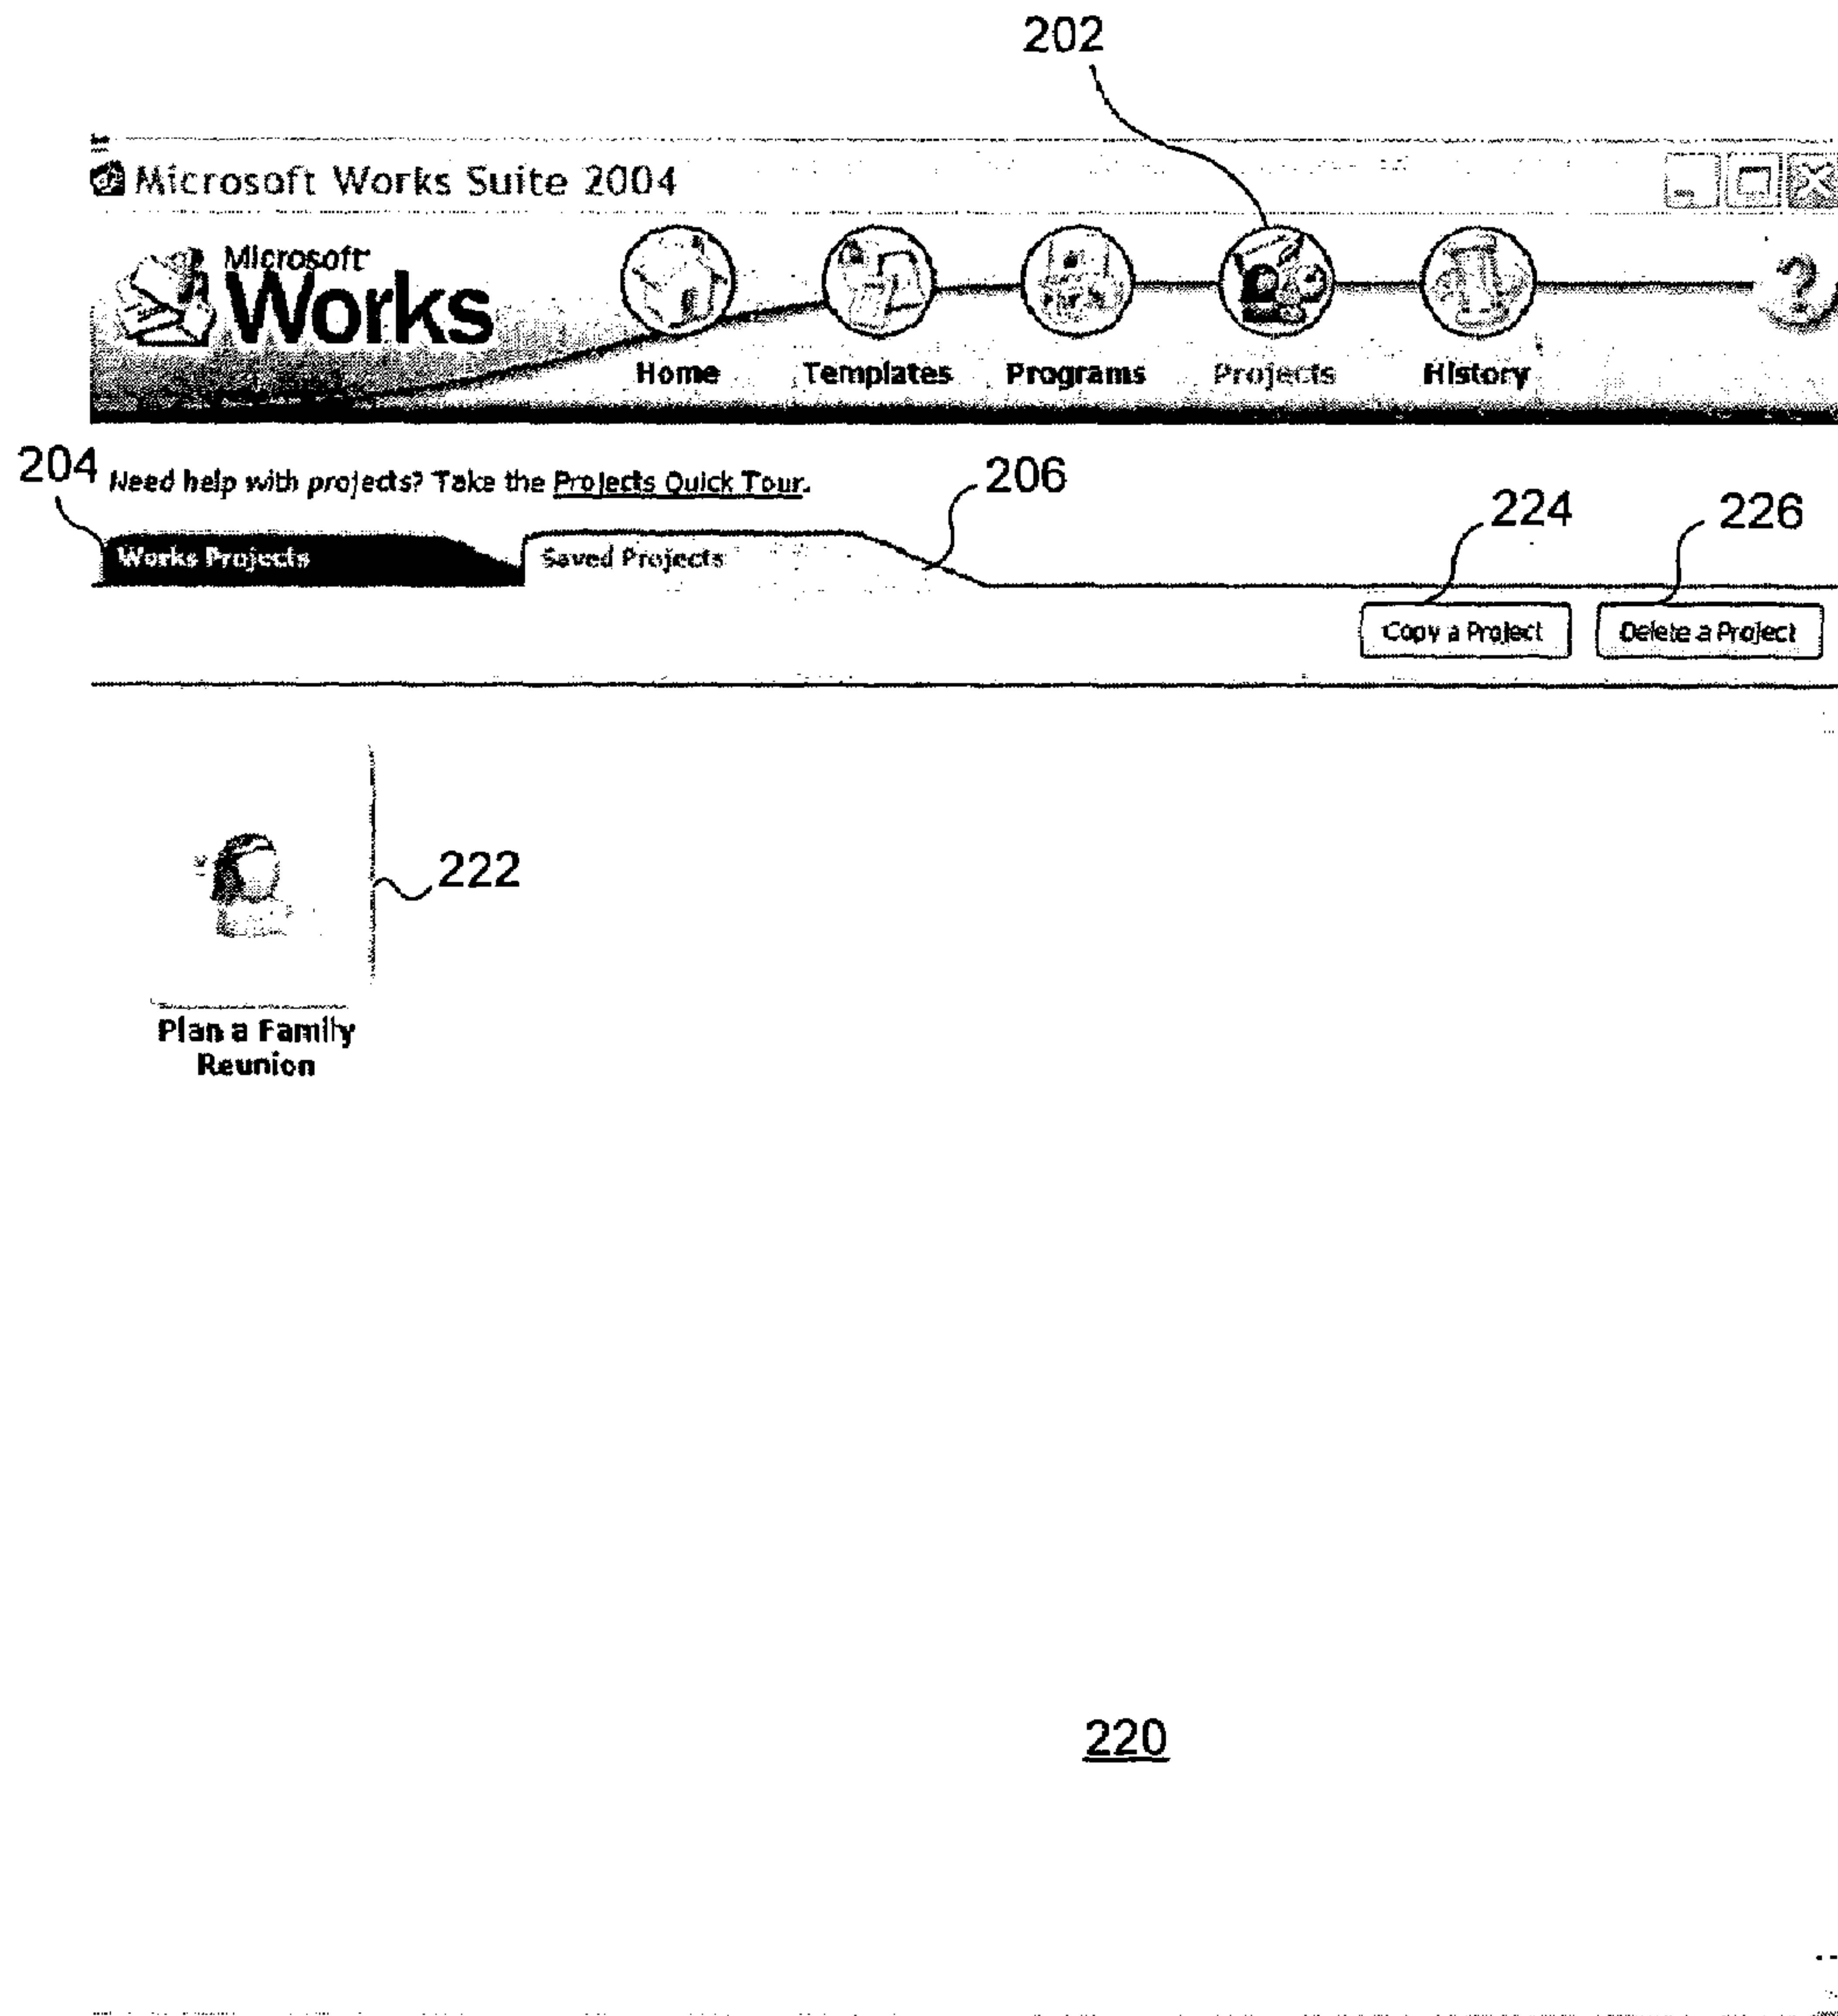 202
Microsoft Works Suite 2004
Microsoft
Works
Home Templates Programs Projects History ?
204 Need help with projects? Take the Projects Quick Tour. 206
224 226
Works Projects Saved Projects
Copy a Project Delete a Project
222
Plan a Family
Reunion
220